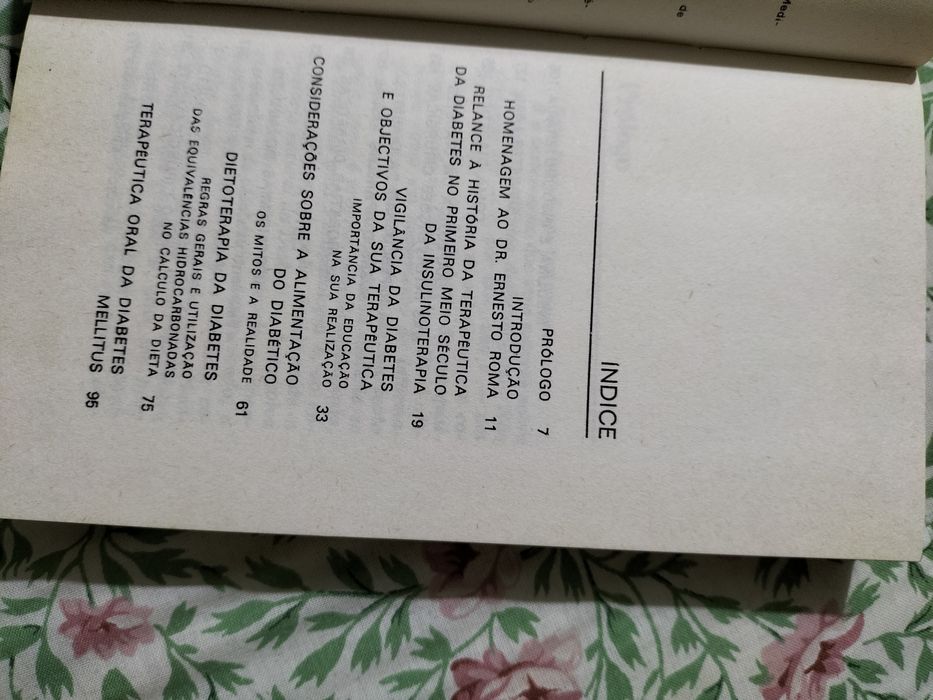 ÍNDICE
PRÓLOGO 7
INTRODUÇÃO
HOMENAGEM AO DR. ERNESTO ROMA 11
RELANCE À HISTÓRIA DA TERAPÊUTICA
DA DIABETES NO PRIMEIRO MEIO SÉCULO
DA INSULINOTERAPIA 19
VIGILÂNCIA DA DIABETES
E OBJECTIVOS DA SUA TERAPÊUTICA
IMPORTÂNCIA DA EDUCAÇÃO
NA SUA REALIZAÇÃO 33
CONSIDERAÇÕES SOBRE A ALIMENTAÇÃO
DO DIABÉTICO
OS MITOS E A REALIDADE 61
DIETOTERAPIA DA DIABETES
REGRAS GERAIS E UTILIZAÇÃO
DAS EQUIVALÊNCIAS HIDROCARBONADAS
NO CÁLCULO DA DIETA 75
TERAPÊUTICA ORAL DA DIABETES
MELLITUS 95